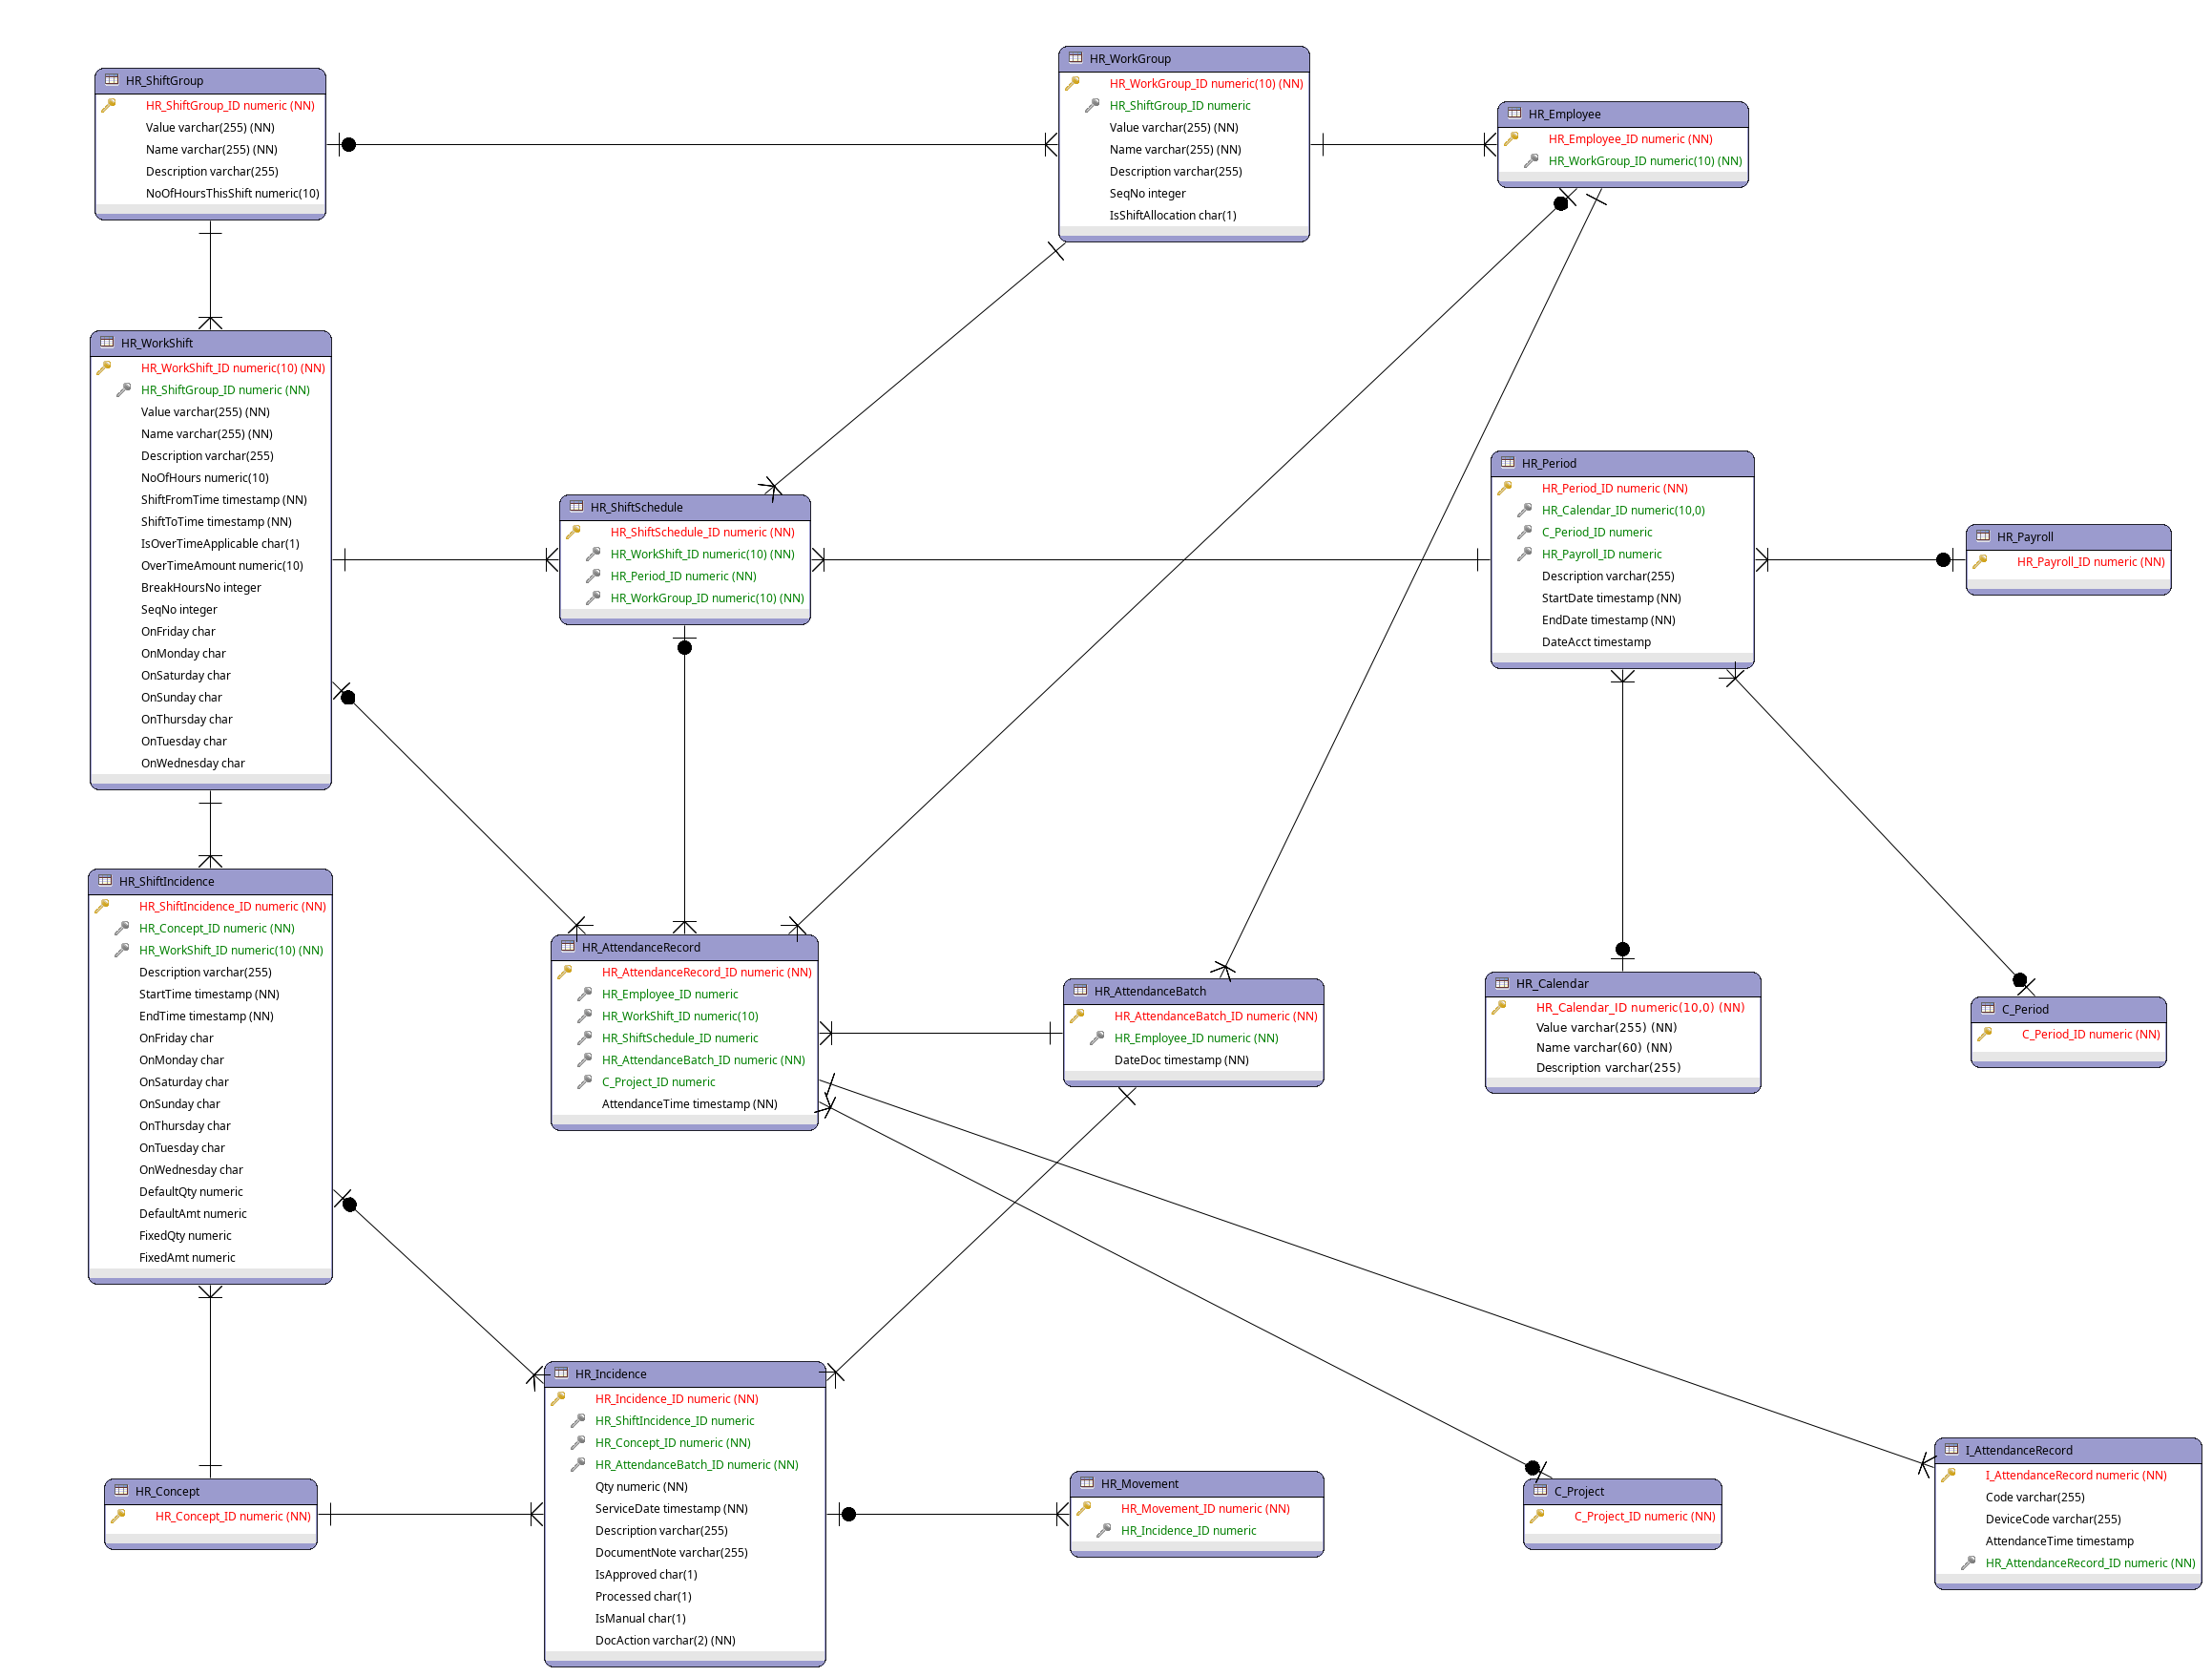 HR_ShiftGroup
HR_ShiftGroup_ID numeric (NN)
Value varchar(255) (NN)
Name varchar(255) (NN)
Description varchar(255)
NoOfHoursThisShift numeric(10)
HR_WorkGroup
HR_WorkGroup_ID numeric(10) (NN)
HR_ShiftGroup_ID numeric
Value varchar(255) (NN)
Name varchar(255) (NN)
Description varchar(255)
SeqNo integer
IsShiftAllocation char(1)
HR_Employee
HR_Employee_ID numeric (NN)
HR_WorkGroup_ID numeric(10) (NN)
HR_WorkShift
HR_WorkShift_ID numeric(10) (NN)
HR_ShiftGroup_ID numeric (NN)
Value varchar(255) (NN)
Name varchar(255) (NN)
Description varchar(255)
NoOfHours numeric(10)
ShiftFromTime timestamp (NN)
ShiftToTime timestamp (NN)
IsOverTimeApplicable char(1)
OverTimeAmount numeric(10)
BreakHoursNo integer
SeqNo integer
OnFriday char
OnMonday char
OnSaturday char
OnSunday char
OnThursday char
OnTuesday char
OnWednesday char
HR_ShiftSchedule
HR_ShiftSchedule_ID numeric (NN)
HR_WorkShift_ID numeric(10) (NN)
HR_Period_ID numeric (NN)
HR_WorkGroup_ID numeric(10) (NN)
HR_Period
HR_Period_ID numeric (NN)
HR_Calendar_ID numeric(10,0)
C_Period_ID numeric
HR_Payroll_ID numeric
Description varchar(255)
StartDate timestamp (NN)
EndDate timestamp (NN)
DateAcct timestamp
HR_Payroll
HR_Payroll_ID numeric (NN)
HR_ShiftIncidence
HR_ShiftIncidence_ID numeric (NN)
HR_Concept_ID numeric (NN)
HR_WorkShift_ID numeric(10) (NN)
Description varchar(255)
StartTime timestamp (NN)
EndTime timestamp (NN)
OnFriday char
OnMonday char
OnSaturday char
OnSunday char
OnThursday char
OnTuesday char
OnWednesday char
DefaultQty numeric
DefaultAmt numeric
FixedQty numeric
FixedAmt numeric
HR_AttendanceRecord
HR_AttendanceRecord_ID numeric (NN)
HR_Employee_ID numeric
HR_WorkShift_ID numeric(10)
HR_ShiftSchedule_ID numeric
HR_AttendanceBatch_ID numeric (NN)
C_Project_ID numeric
AttendanceTime timestamp (NN)
HR_AttendanceBatch
HR_AttendanceBatch_ID numeric (NN)
HR_Employee_ID numeric (NN)
DateDoc timestamp (NN)
HR_Calendar
HR_Calendar_ID numeric(10,0) (NN)
Value varchar(255) (NN)
Name varchar(60) (NN)
Description varchar(255)
C_Period
C_Period_ID numeric (NN)
HR_Concept
HR_Concept_ID numeric (NN)
HR_Incidence
HR_Incidence_ID numeric (NN)
HR_ShiftIncidence_ID numeric
HR_Concept_ID numeric (NN)
HR_AttendanceBatch_ID numeric (NN)
Qty numeric (NN)
ServiceDate timestamp (NN)
Description varchar(255)
DocumentNote varchar(255)
IsApproved char(1)
Processed char(1)
IsManual char(1)
DocAction varchar(2) (NN)
HR_Movement
HR_Movement_ID numeric (NN)
HR_Incidence_ID numeric
C_Project
C_Project_ID numeric (NN)
I_AttendanceRecord
I_AttendanceRecord numeric (NN)
Code varchar(255)
DeviceCode varchar(255)
AttendanceTime timestamp
HR_AttendanceRecord_ID numeric (NN)